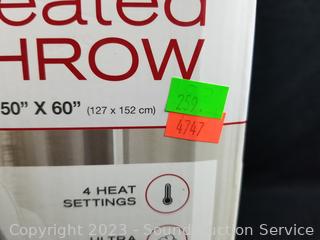 eated
HROW
50” X 60” (127 x 152 cm)
259.
4747
4 HEAT
SETTINGS
ULTRA
Copyright 2023 - Sound Auction Service